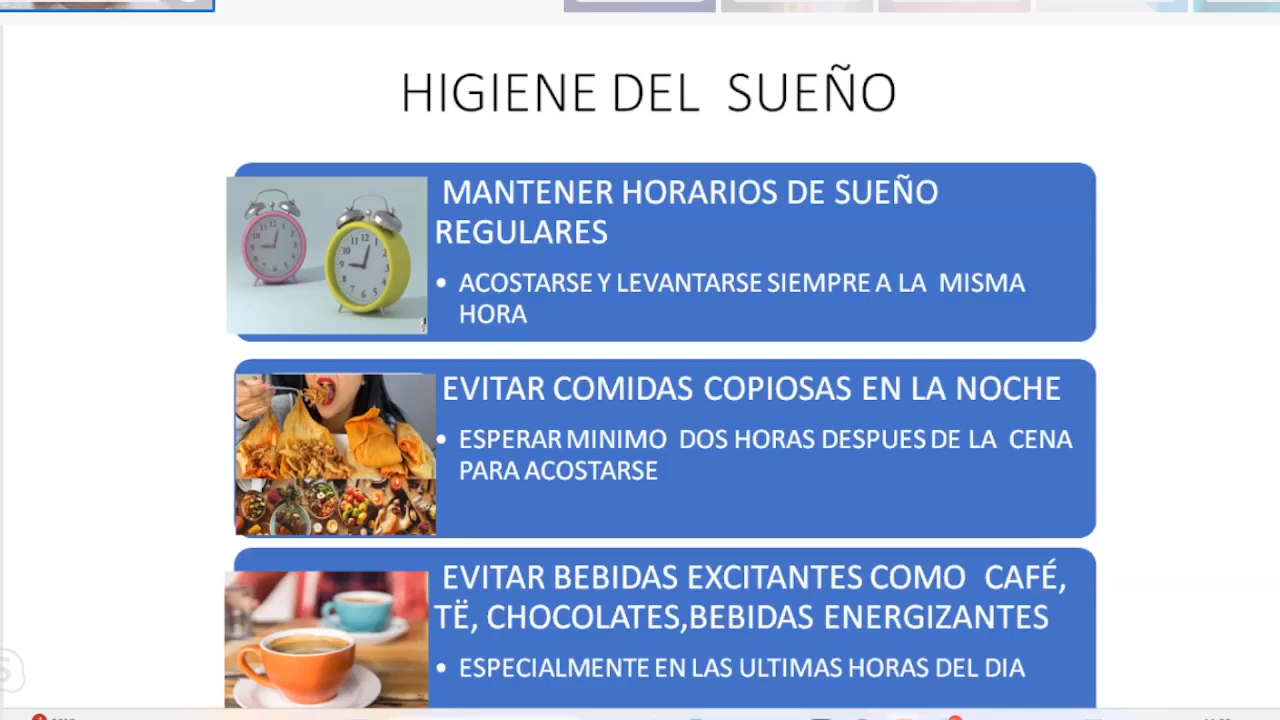 HIGIENE DEL SUEÑO
MANTENER HORARIOS DE SUEÑO
REGULARES
• ACOSTARSE Y LEVANTARSE SIEMPRE A LA MISMA
HORA
EVITAR COMIDAS COPIOSAS EN LA NOCHE
• ESPERAR MINIMO DOS HORAS DESPUES DE LA CENA
PARA ACOSTARSE
EVITAR BEBIDAS EXCITANTES COMO CAFÉ,
TË, CHOCOLATES,BEBIDAS ENERGIZANTES
• ESPECIALMENTE EN LAS ULTIMAS HORAS DEL DIA